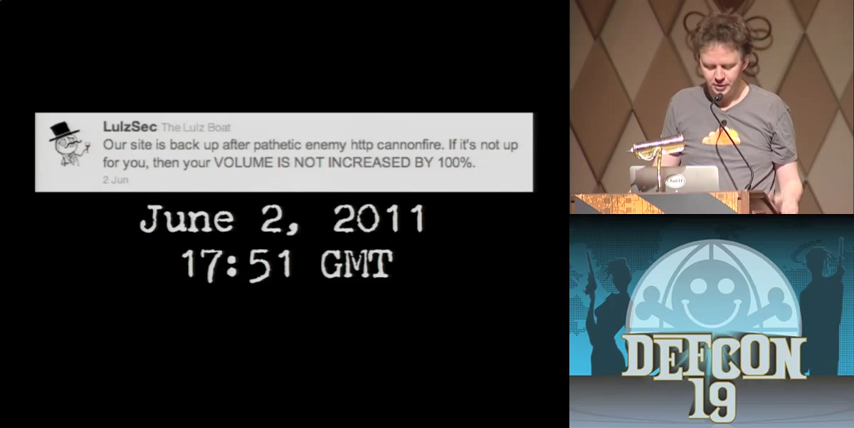 LulzSec The Lulz Boat
Our site is back up after pathetic enemy http cannonfire. If it's not up
for you, then your VOLUME IS NOT INCREASED BY 100%.
2 Jun
June 2, 2011
17:51 GMT
DEFCON
19